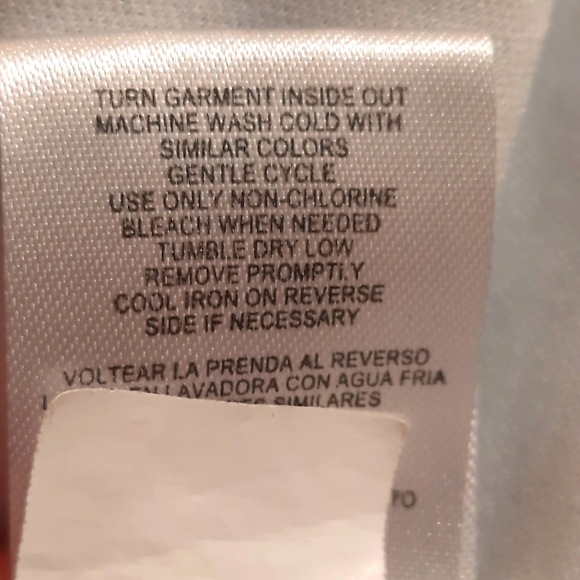 TURN GARMENT INSIDE OUT
MACHINE WASH COLD WITH
SIMILAR COLORS
GENTLE CYCLE
USE ONLY NON-CHLORINE
BLEACH WHEN NEEDED
TUMBLE DRY LOW
REMOVE PROMPTLY
COOL IRON ON REVERSE
SIDE IF NECESSARY
VOLTEAR LA PRENDA AL REVERSO
EN LAVADORA CON AGUA FRIA
SIMILARES